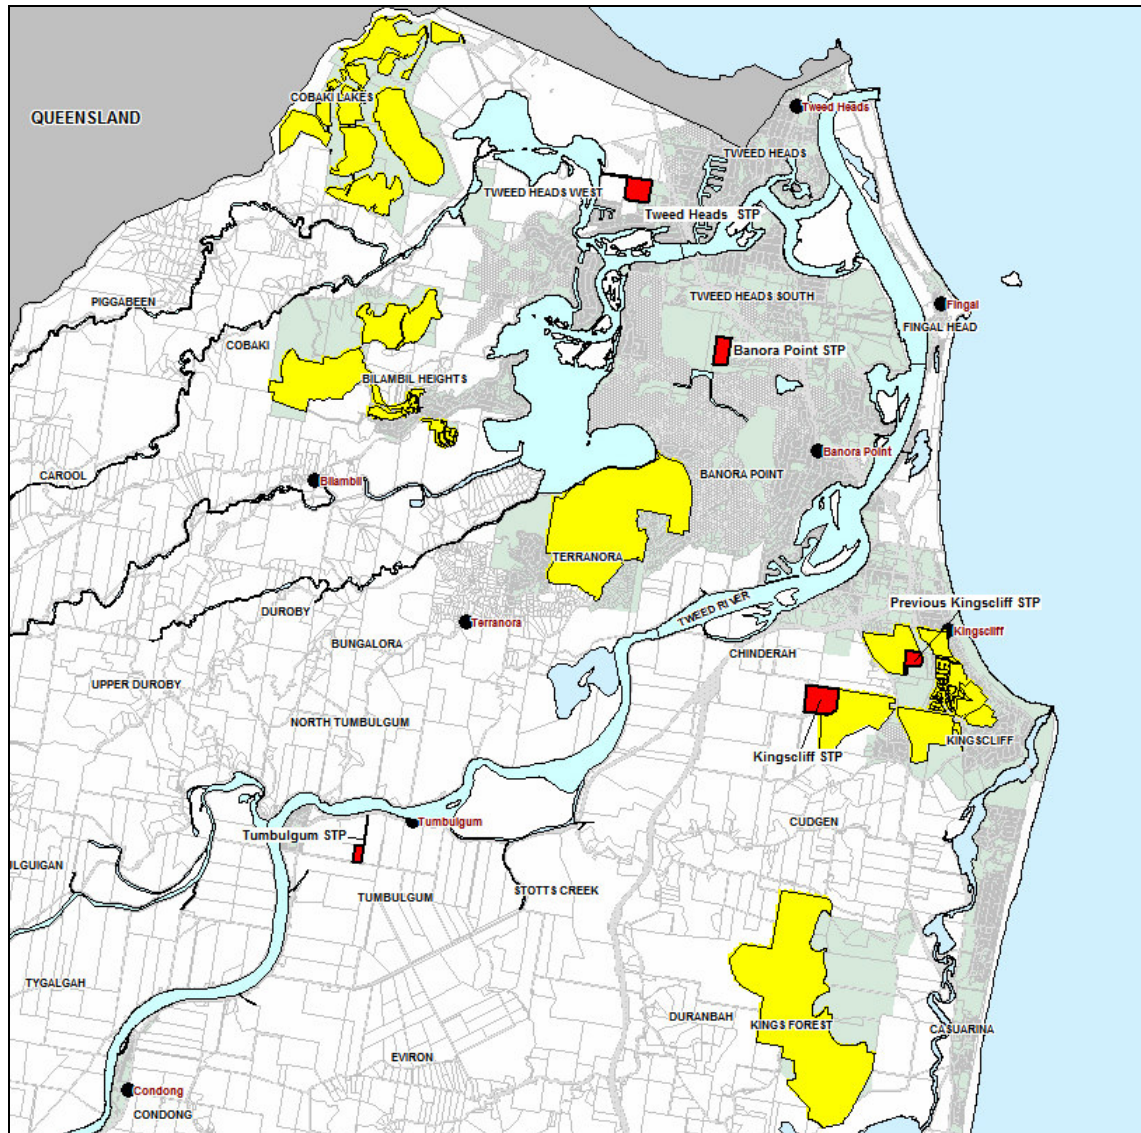 COBAKI LAKES
QUEENSLAND
Tweed Heads
TWEED HEADS
TWEED HEADS WEST
Tweed Heads STP
PIGGABEEN
TWEED HEADS SOUTH
Fingal
FINGAL HEAD
COBAKI
Banora Point STP
BILAMBIL HEIGHTS
Banora Point
CAROOL
BANORA POINT
Bilambil
TERRANORA
TWEED RIVER
Previous Kingscliff STP
DUROBY
Terranora
Kingscliff
BUNGALORA
CHINDERAH
UPPER DUROBY
NORTH TUMBULGUM
KINGSCLIFF
Kingscliff STP
Tumbulgum
CUDGEN
Tumbulgum STP
ULGUIGAN
STOTTS CREEK
TUMBULGUM
TYGALGAH
DURANBAH
KINGS FOREST
CASUARINA
EVIRON
Condong
CONDONG